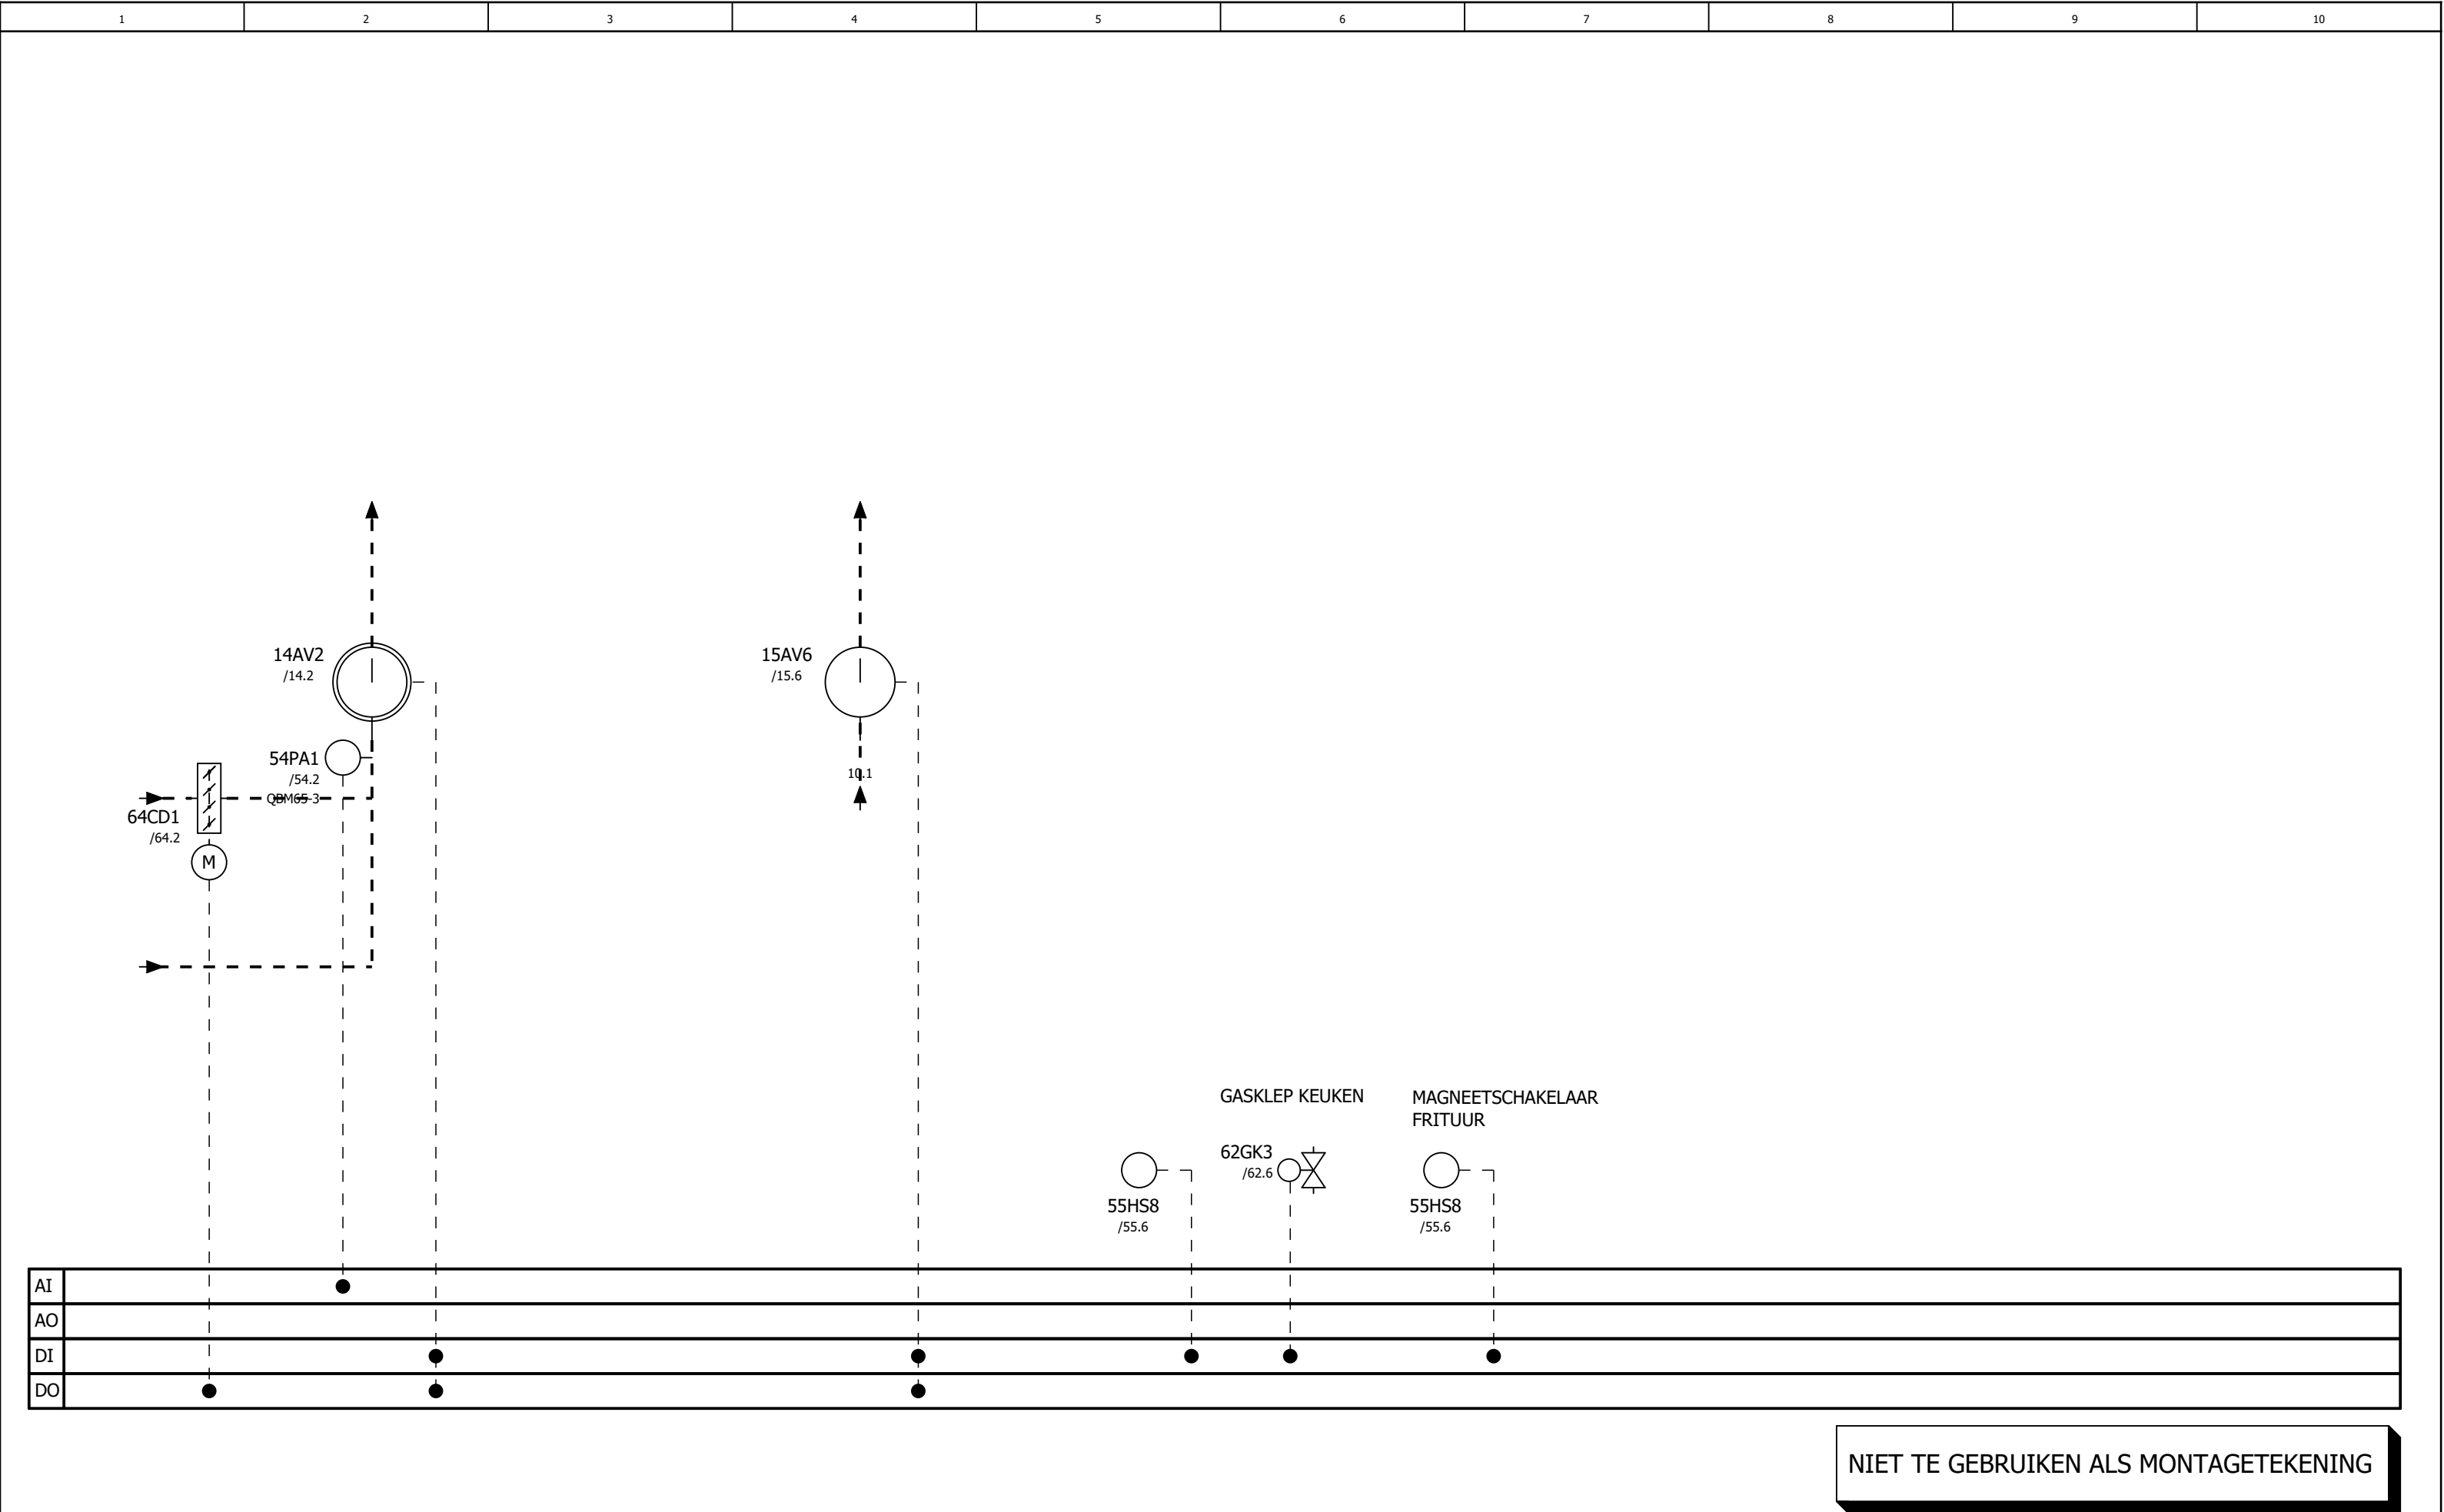 1 2 3 4 5 6 7 8 9 10
14AV2
/14.2
15AV6
/15.6
54PA1
/54.2
QBM65-3
10.1
64CD1
/64.2
M
GASKLEP KEUKEN
MAGNEETSCHAKELAAR
FRITUUR
62GK3
/62.6
55HS8
/55.6
55HS8
/55.6
AI
AO
DI
DO
NIET TE GEBRUIKEN ALS MONTAGETEKENING